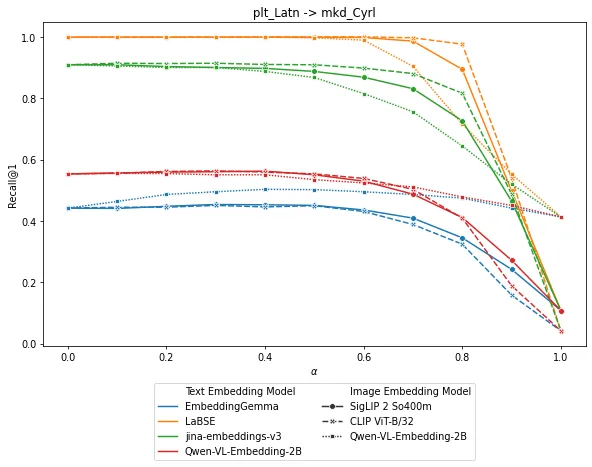 plt_Latn -> mkd_Cyrl
Recall@1
1.0
0.8
0.6
0.4
0.2
0.0
0.0 0.2 0.4 0.6 0.8 1.0
α
Text Embedding Model
EmbeddingGemma
LaBSE
jina-embeddings-v3
Qwen-VL-Embedding-2B
Image Embedding Model
SigLIP 2 So400m
CLIP ViT-B/32
Qwen-VL-Embedding-2B